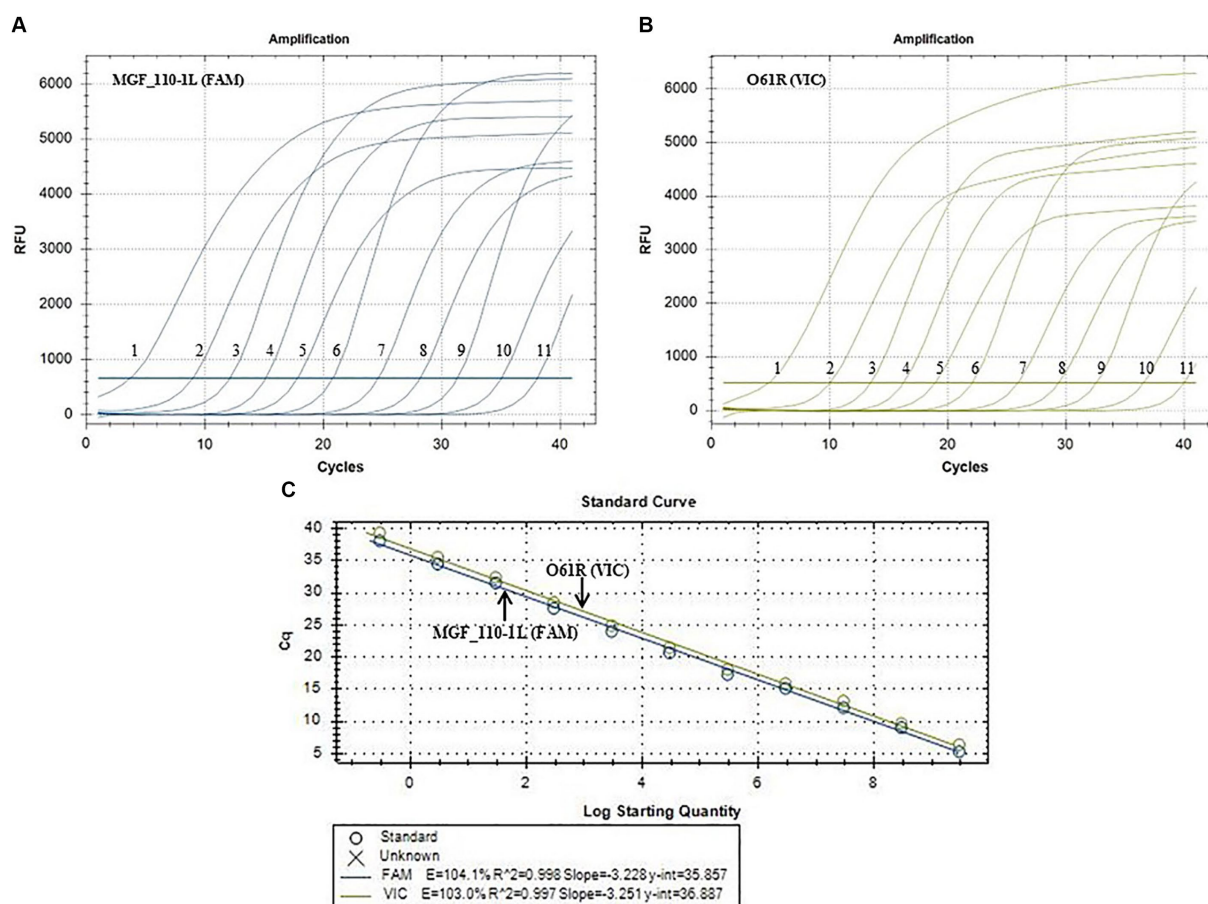 A
Amplification
MGF_110-1L (FAM)
RFU
6000
5000
4000
3000
2000
1000
0
1 2 3 4 5 6 7 8 9 10 11
0 10 20 30 40
Cycles
B
Amplification
O61R (VIC)
RFU
6000
5000
4000
3000
2000
1000
0
1 2 3 4 5 6 7 8 9 10 11
0 10 20 30 40
Cycles
C
Standard Curve
Cq
40
35
30
25
20
15
10
5
O61R (VIC)
MGF_110-1L (FAM)
0 2 4 6 8
Log Starting Quantity
Standard
Unknown
FAM E=104.1% R^2=0.998 Slope=-3.228 y-int=35.857
VIC E=103.0% R^2=0.997 Slope=-3.251 y-int=36.887